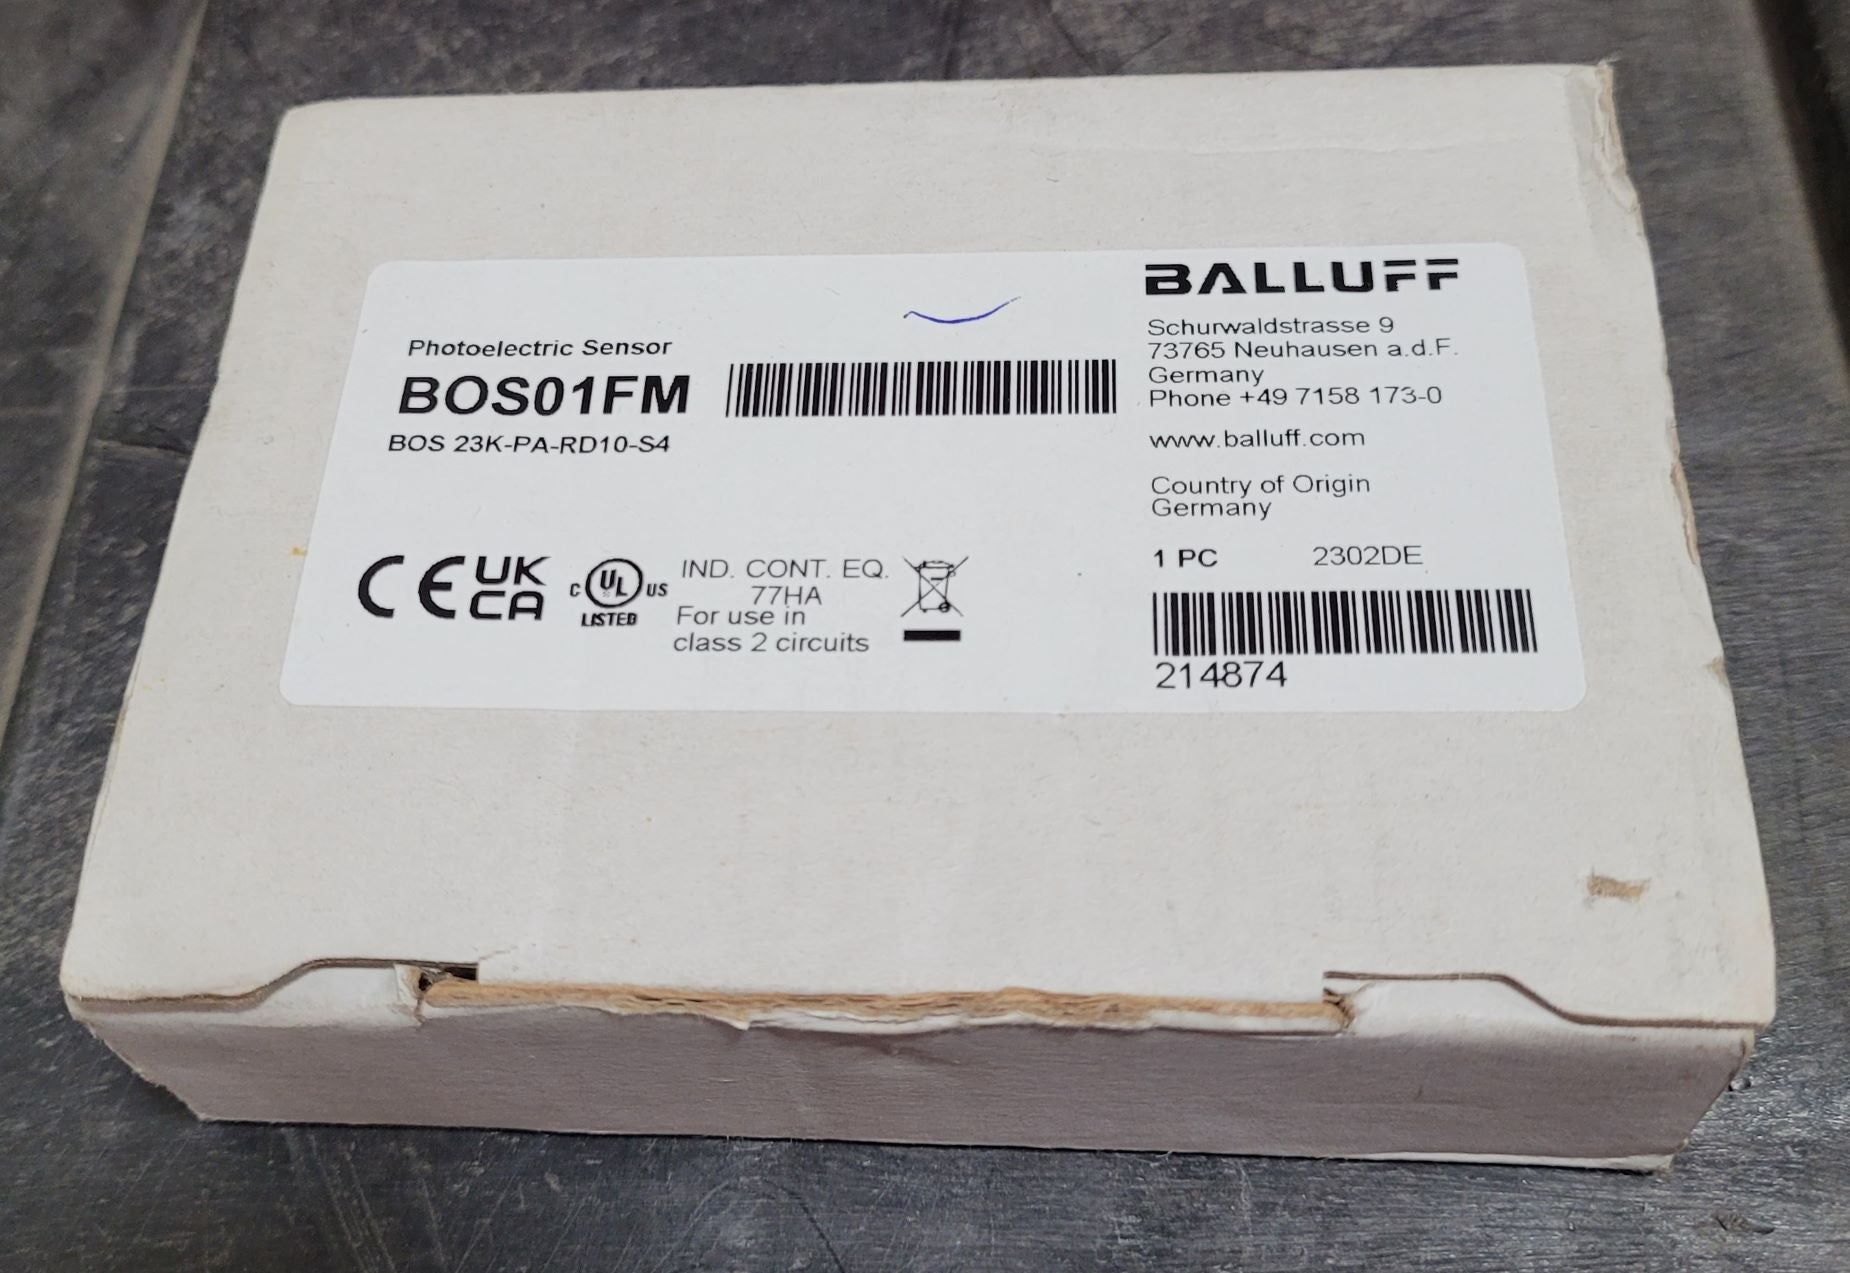 Photoelectric Sensor
BOS01FM
BOS 23K-PA-RD10-S4
CE UK
CA
C UL US
LISTED
IND. CONT. EQ.
77HA
For use in
class 2 circuits
BALLUFF
Schurwaldstrasse 9
73765 Neuhausen a.d.F.
Germany
Phone +49 7158 173-0
www.balluff.com
Country of Origin
Germany
1 PC 2302DE
214874